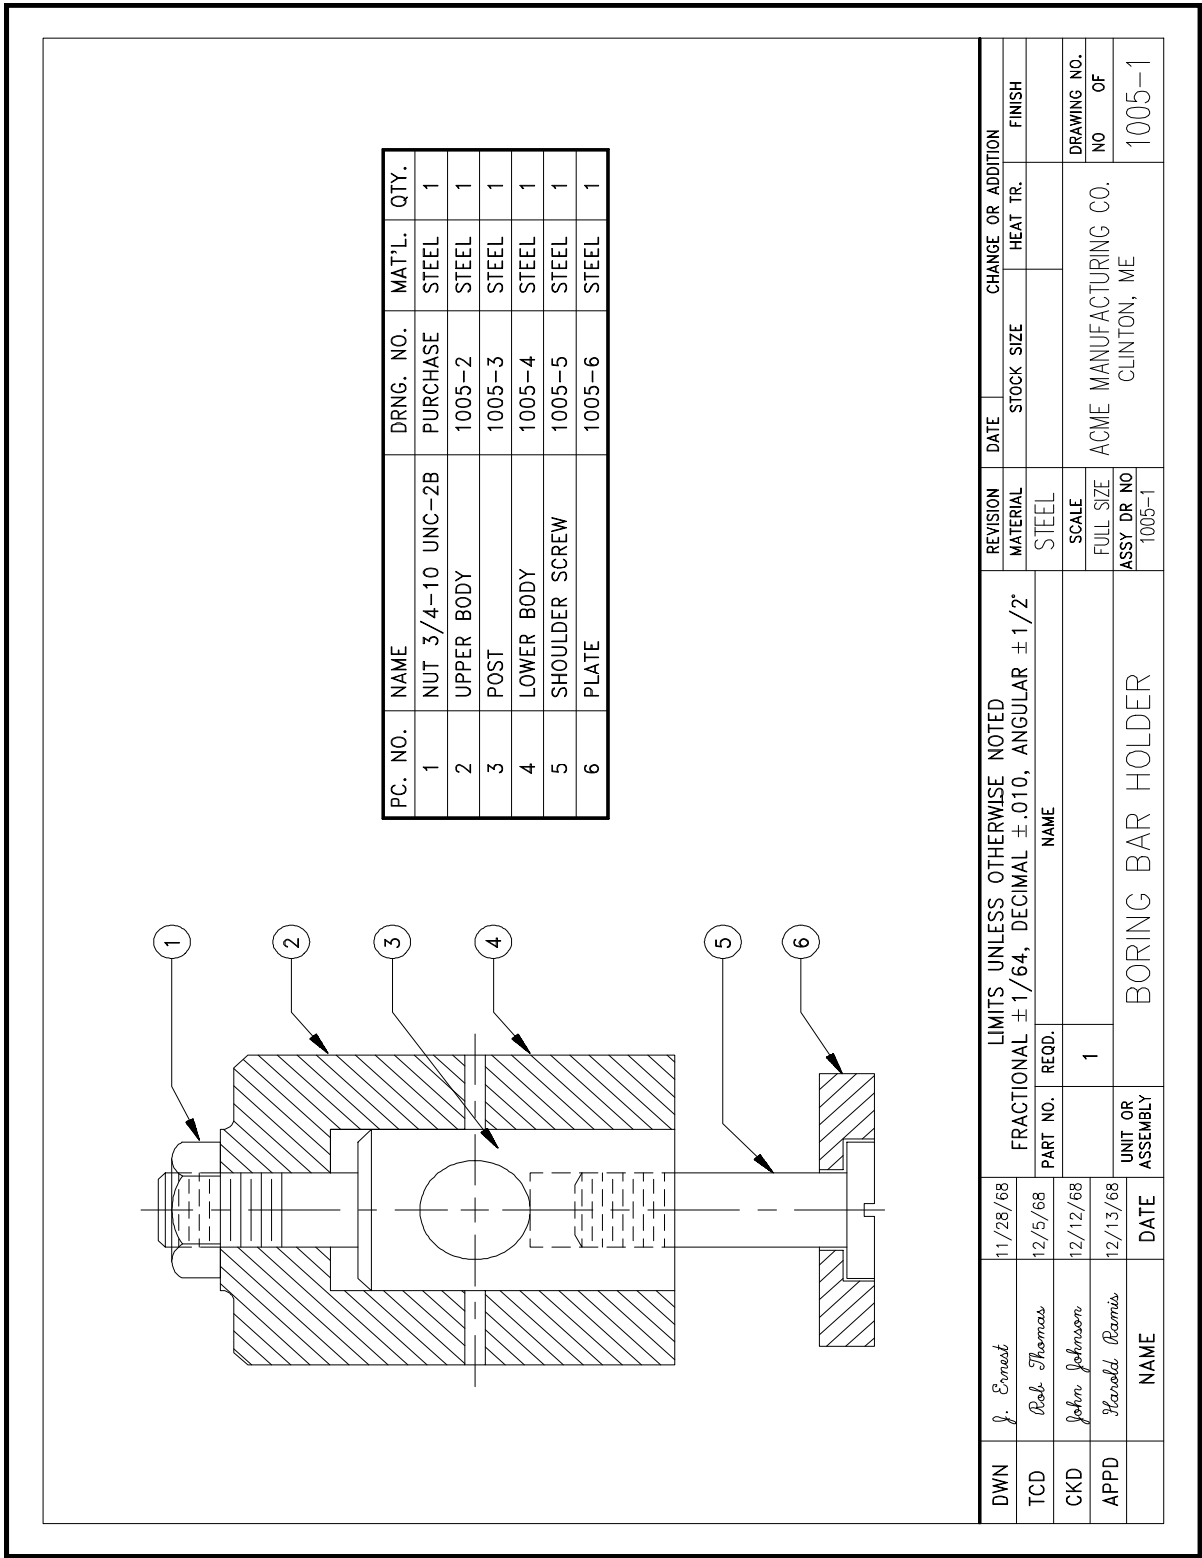 1
2
3
4
5
6
PC. NO. NAME DRNG. NO. MAT'L. QTY.
1 NUT 3/4-10 UNC-2B PURCHASE STEEL 1
2 UPPER BODY 1005-2 STEEL 1
3 POST 1005-3 STEEL 1
4 LOWER BODY 1005-4 STEEL 1
5 SHOULDER SCREW 1005-5 STEEL 1
6 PLATE 1005-6 STEEL 1
DWN J. Ernest 11/28/68
TCD Rob Thomas 12/5/68
CKD John Johnson 12/12/68
APPD Harold Ramis 12/13/68
NAME DATE
LIMITS UNLESS OTHERWISE NOTED
FRACTIONAL ±1/64, DECIMAL ±.010, ANGULAR ±1/2°
PART NO. REQD. NAME
1
UNIT OR
ASSEMBLY
BORING BAR HOLDER
REVISION DATE CHANGE OR ADDITION
MATERIAL STOCK SIZE HEAT TR. FINISH
STEEL
SCALE
FULL SIZE
ASSY DR NO
1005-1
ACME MANUFACTURING CO.
CLINTON, ME
DRAWING NO.
NO OF
1005-1